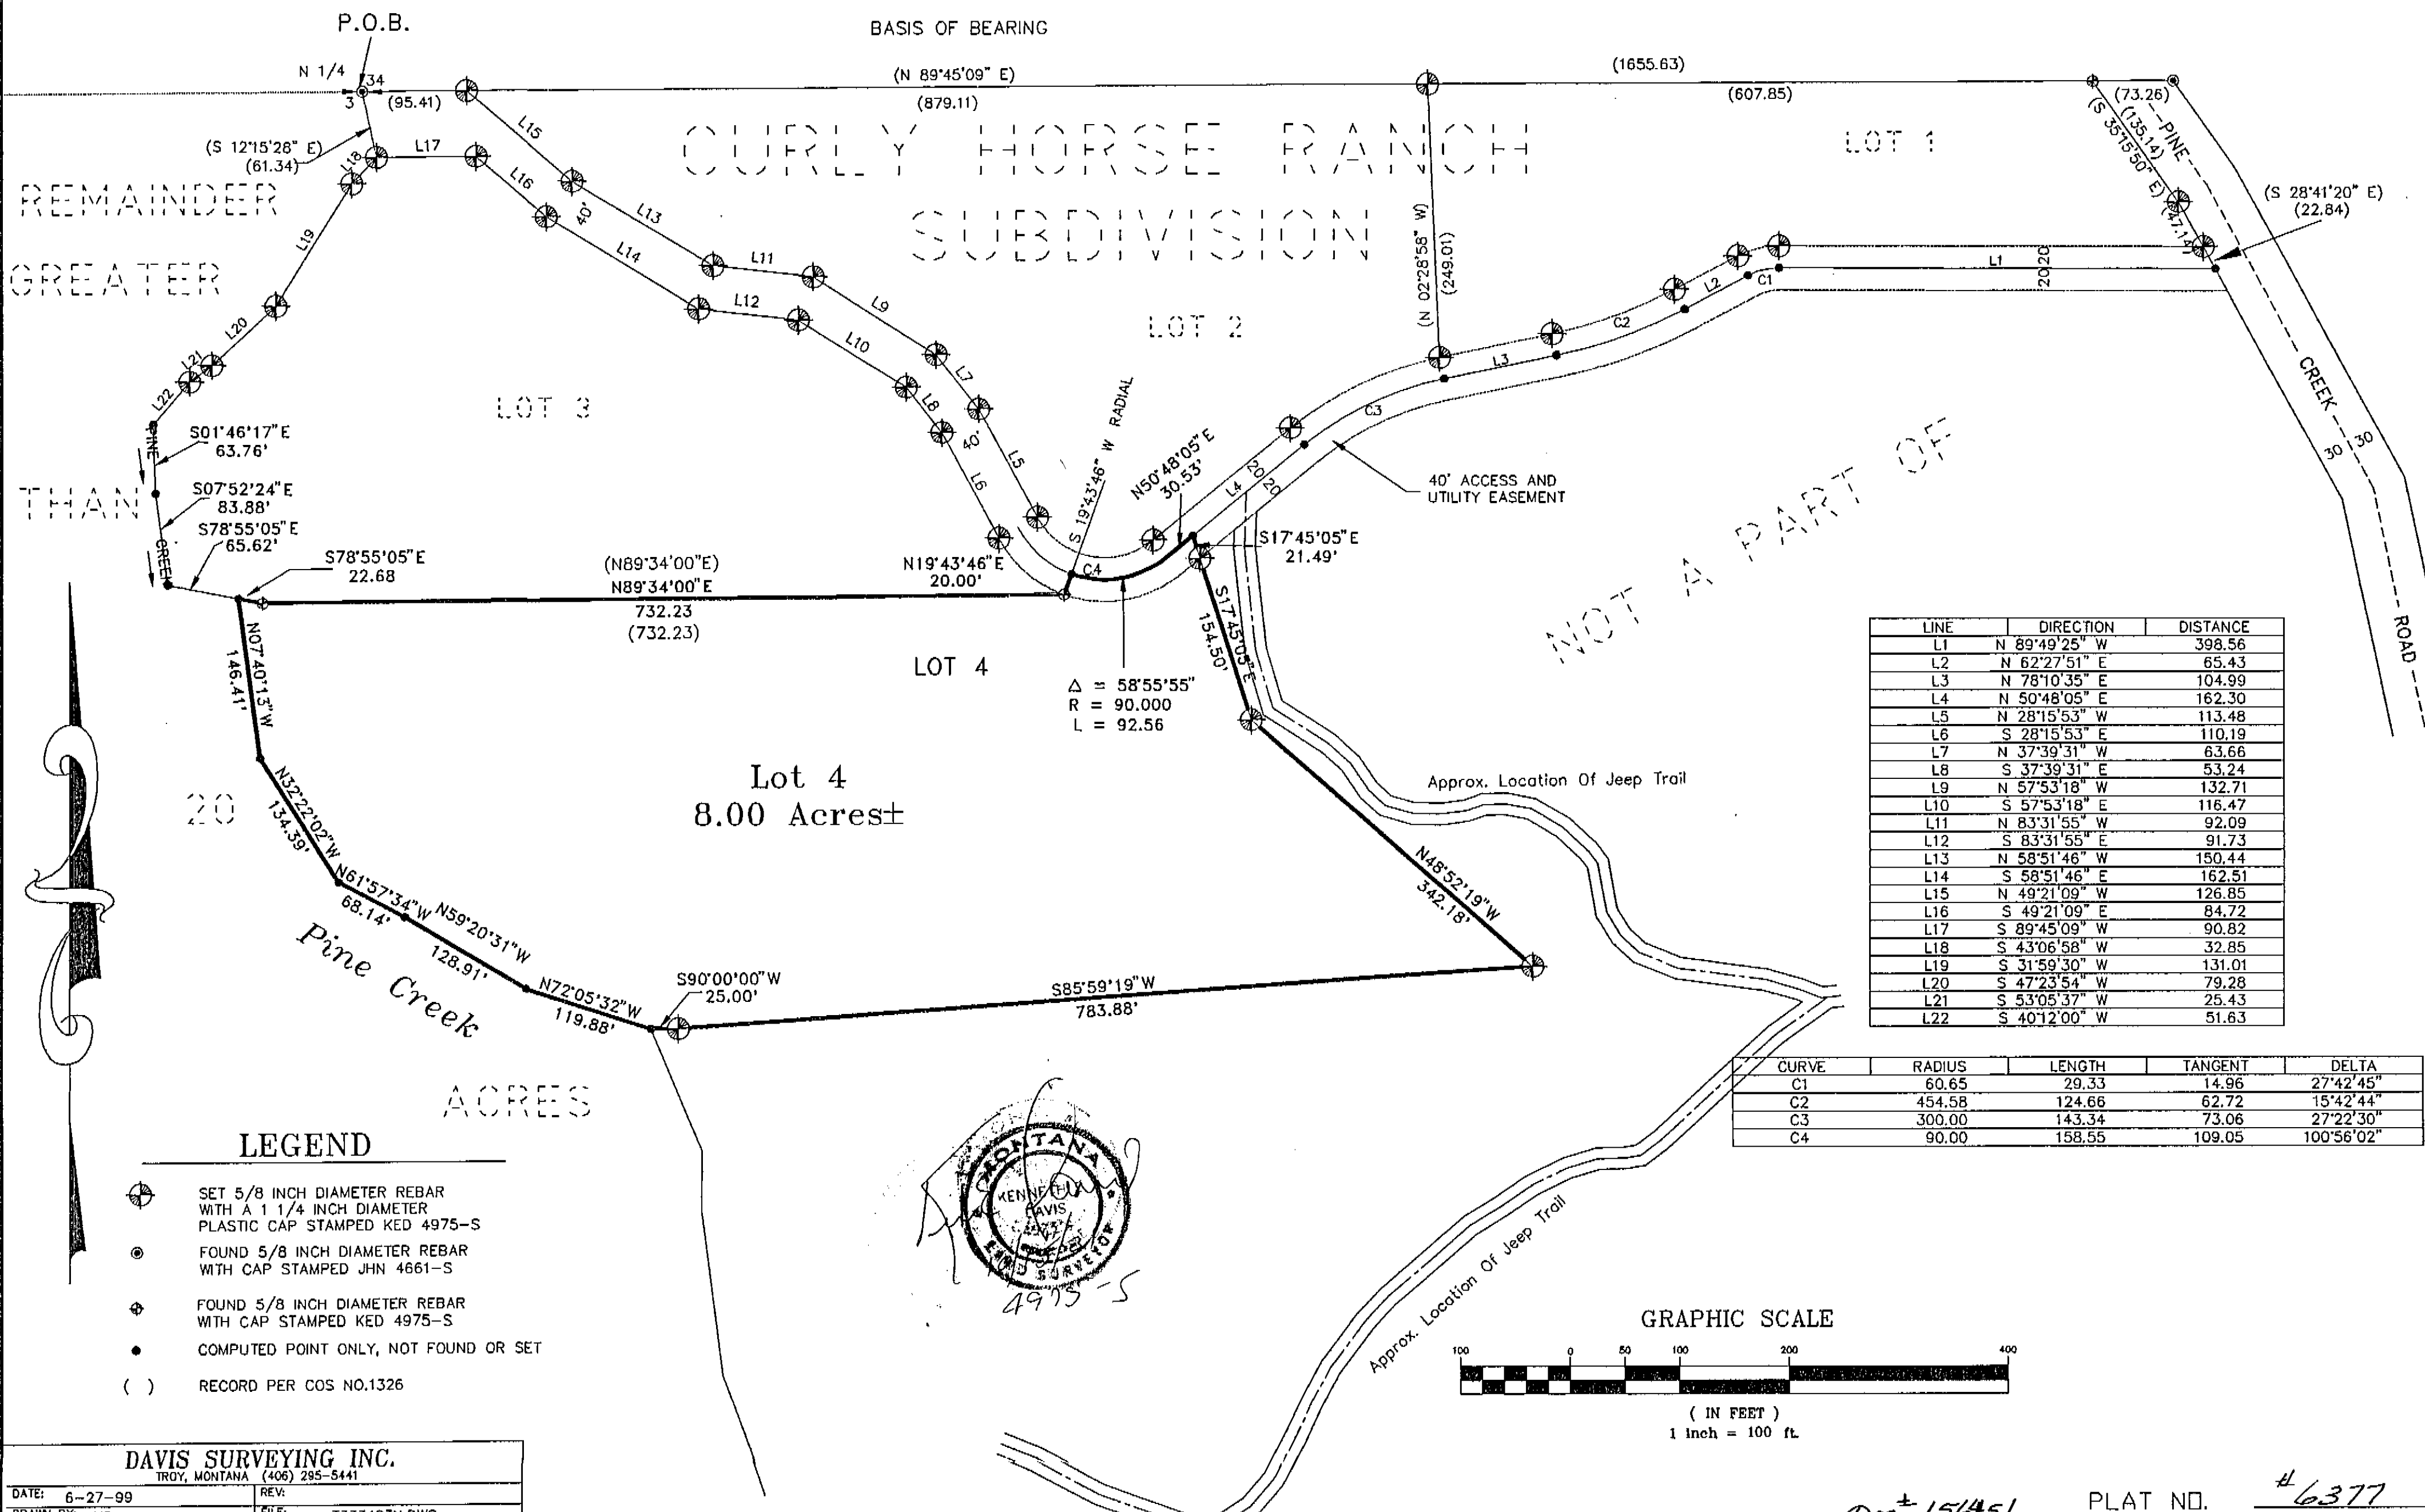 P.O.B.
BASIS OF BEARING
N 1/4
34
3
(95.41)
(N 89°45'09" E)
(879.11)
(1655.63)
(607.85)
(73.26)
(S 12°15'28" E)
(61.34)
L15
L17
L18
L16
40'
CURLY HORSE RANCH
SUBDIVISION
LOT 1
(S 35°15'50" E)
(135.14)
(47.14)
PINE
CREEK
ROAD
(S 28°41'20" E)
(22.84)
REMAINDER
GREATER
THAN
20
ACRES
L19
L13
L14
L11
L12
L9
L10
L20
L21
L22
LOT 3
LOT 2
(N 02°28'58" W)
(249.01)
L1
20 20
L2
C1
C2
L3
C3
L7
L8
40'
L5
L6
PINE
S01°46'17"E
63.76'
S07°52'24"E
83.88'
CREEK
S78°55'05"E
65.62'
S78°55'05"E
22.68
(N89°34'00"E)
N89°34'00"E
732.23
(732.23)
N19°43'46"E
20.00'
S 19°43'46" W RADIAL
C4
N50°48'05"E
30.53'
L4
20 20
40' ACCESS AND
UTILITY EASEMENT
30 30
NOT A PART OF
S17°45'05"E
21.49'
S17°45'05"E
154.50'
LOT 4
Δ = 58°55'55"
R = 90.000
L = 92.56
N07°40'13"W
146.41'
Lot 4
8.00 Acres±
N32°22'02"W
134.39'
N61°57'34"W
68.14'
N59°20'31"W
128.91'
N72°05'32"W
119.88'
Pine Creek
S90°00'00"W
25.00'
S85°59'19"W
783.88'
N48°52'19"W
342.18'
Approx. Location Of Jeep Trail
Approx. Location Of Jeep Trail
LINE DIRECTION DISTANCE
L1 N 89°49'25" W 398.56
L2 N 62°27'51" E 65.43
L3 N 78°10'35" E 104.99
L4 N 50°48'05" E 162.30
L5 N 28°15'53" W 113.48
L6 S 28°15'53" E 110.19
L7 N 37°39'31" W 63.66
L8 S 37°39'31" E 53.24
L9 N 57°53'18" W 132.71
L10 S 57°53'18" E 116.47
L11 N 83°31'55" W 92.09
L12 S 83°31'55" E 91.73
L13 N 58°51'46" W 150.44
L14 S 58°51'46" E 162.51
L15 N 49°21'09" W 126.85
L16 S 49°21'09" E 84.72
L17 S 89°45'09" W 90.82
L18 S 43°06'58" W 32.85
L19 S 31°59'30" W 131.01
L20 S 47°23'54" W 79.28
L21 S 53°05'37" W 25.43
L22 S 40°12'00" W 51.63
CURVE RADIUS LENGTH TANGENT DELTA
C1 60.65 29.33 14.96 27°42'45"
C2 454.58 124.66 62.72 15°42'44"
C3 300.00 143.34 73.06 27°22'30"
C4 90.00 158.55 109.05 100°56'02"
LEGEND
SET 5/8 INCH DIAMETER REBAR
WITH A 1 1/4 INCH DIAMETER
PLASTIC CAP STAMPED KED 4975-S
FOUND 5/8 INCH DIAMETER REBAR
WITH CAP STAMPED JHN 4661-S
FOUND 5/8 INCH DIAMETER REBAR
WITH CAP STAMPED KED 4975-S
COMPUTED POINT ONLY, NOT FOUND OR SET
( ) RECORD PER COS NO.1326
MONTANA
KENNETH
DAVIS
LAND SURVEYOR
4975-S
GRAPHIC SCALE
100 0 50 100 200 400
( IN FEET )
1 inch = 100 ft.
DAVIS SURVEYING INC.
TROY, MONTANA (406) 295-5441
DATE: 6-27-99 REV:
PLAT NO. #6377